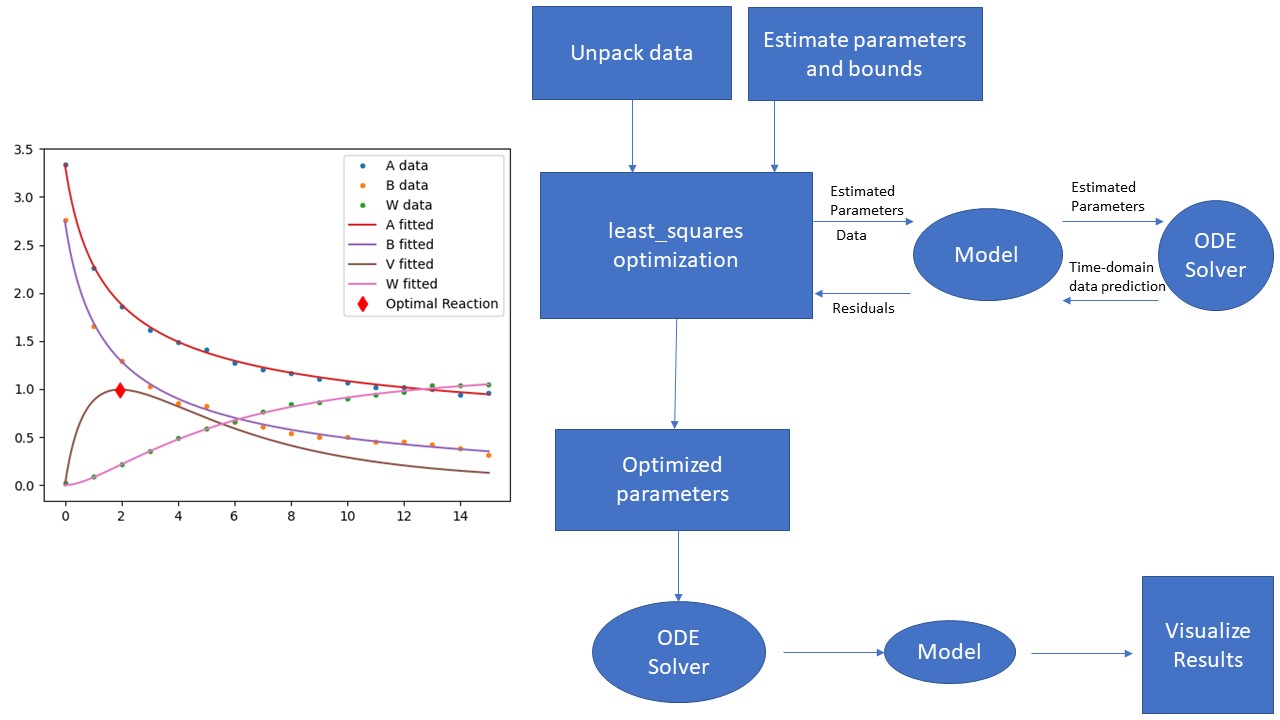 Unpack data
Estimate parameters
and bounds
3.5
3.0
2.5
2.0
1.5
1.0
0.5
0.0
0
2
4
6
8
10
12
14
A data
B data
W data
A fitted
B fitted
V fitted
W fitted
Optimal Reaction
least_squares
optimization
Estimated
Parameters
Data
Residuals
Model
Estimated
Parameters
Time-domain
data prediction
ODE
Solver
Optimized
parameters
ODE
Solver
Model
Visualize
Results